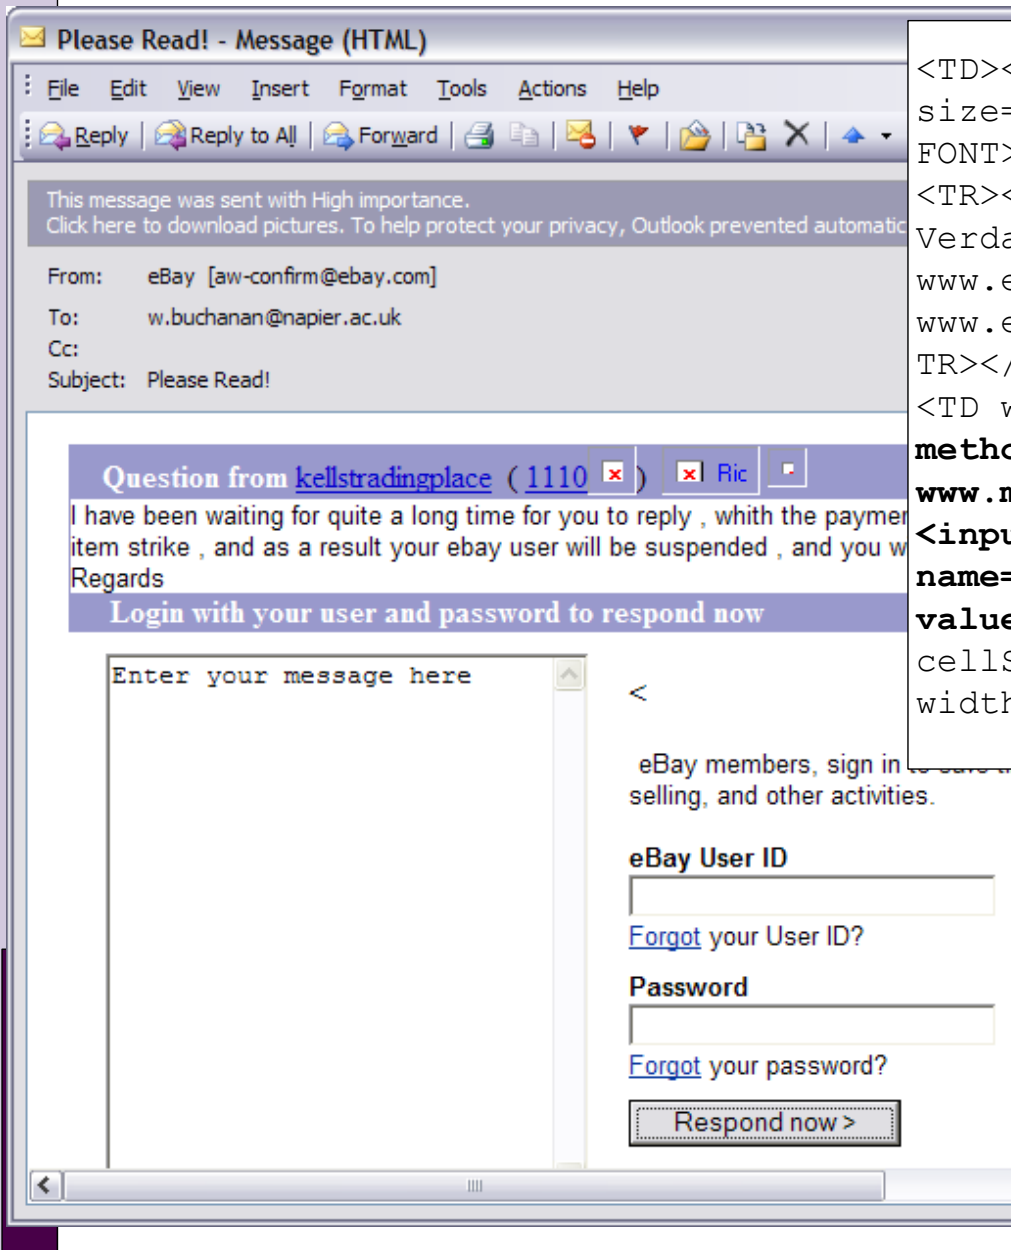 Please Read! - Message (HTML)
File Edit View Insert Format Tools Actions Help
Reply Reply to All Forward
This message was sent with High importance.
Click here to download pictures. To help protect your privacy, Outlook prevented automatic
From: eBay [aw-confirm@ebay.com]
To: w.buchanan@napier.ac.uk
Cc:
Subject: Please Read!
Question from kellstradingplace ( 1110 ) Ric
I have been waiting for quite a long time for you to reply , whith the paymer
item strike , and as a result your ebay user will be suspended , and you w
Regards
Login with your user and password to respond now
Enter your message here
<
eBay members, sign in
selling, and other activities.
eBay User ID
Forgot your User ID?
Password
Forgot your password?
Respond now >
<TD><
size=
FONT>
<TR><
Verda
www.e
www.e
TR></
<TD w
metho
www.m
<inpu
name=
value
cellS
width